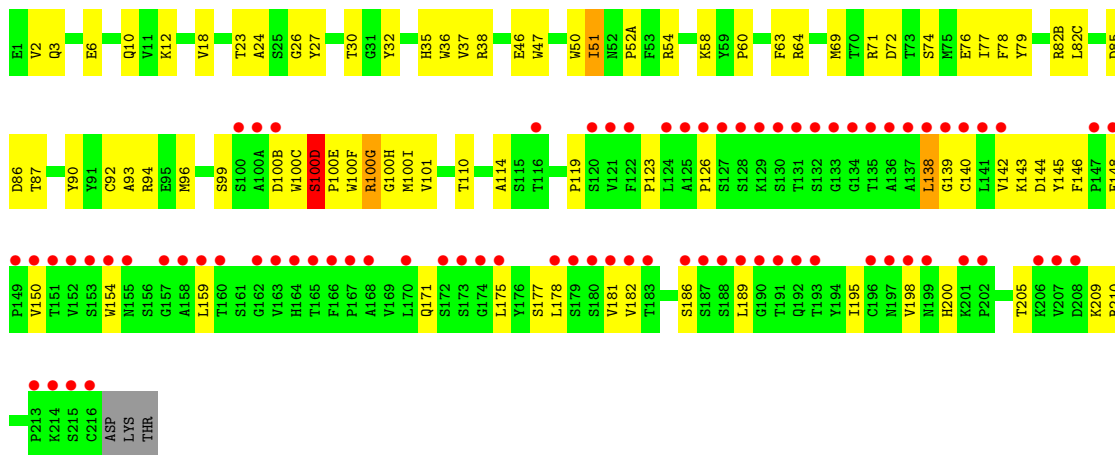 E1 V2 Q3 E6 Q10 V11 K12 V18 T23 A24 S25 G26 Y27 T30 G31 Y32 H35 W36 V37 R38 E46 W47 W50 I51 N52 P52A F53 R54 K58 Y59 P60 F63 R64 M69 T70 R71 D72 T73 S74 M75 E76 I77 F78 Y79 R82B L82C
D86 T87 Y90 Y91 C92 A93 R94 E95 M96 S99 S100 A100A D100B W100C S100D P100E W100F R100G G100H M100I V101 T110 A114 S115 T116 P119 S120 V121 F122 P123 L124 A125 P126 S127 S128 K129 S130 T131 S132 G133 G134 T135 A136 A137 L138 G139 C140 L141 V142 K143 D144 Y145 F146 P147
P149 V150 T151 V152 S153 W154 N155 S156 G157 A158 L159 T160 S161 G162 V163 H164 T165 F166 P167 A168 V169 L170 Q171 S172 S173 G174 L175 Y176 S177 L178 S179 S180 V181 V182 T183 S186 S187 S188 L189 G190 T191 Q192 T193 Y194 I195 C196 N197 V198 N199 H200 K201 P202 T205 K206 V207 D208 K209
P213 K214 S215 C216 ASP LYS THR